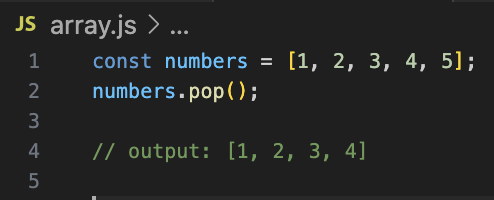 JS array.js > ...
1 const numbers = [1, 2, 3, 4, 5];
2 numbers.pop();
3
4 // output: [1, 2, 3, 4]
5